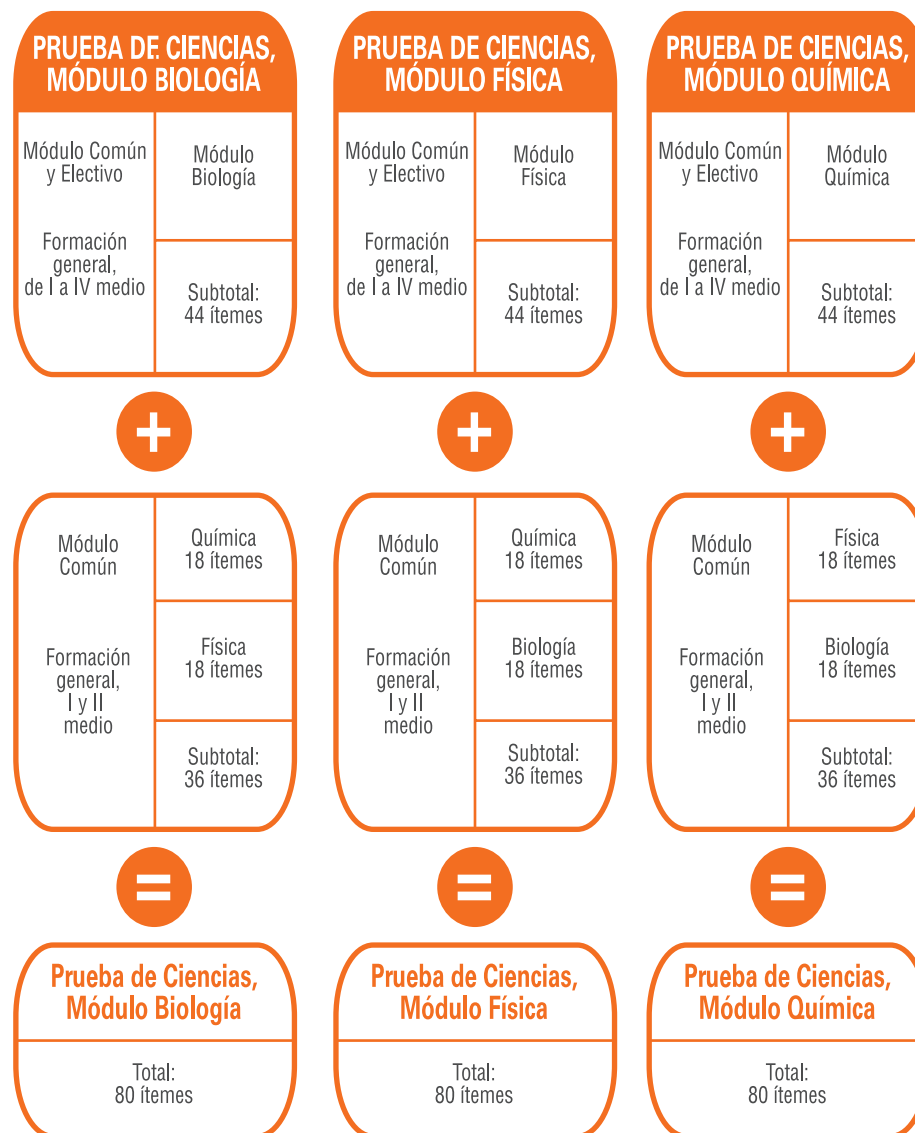 PRUEBA DE CIENCIAS,
MÓDULO BIOLOGÍA
Módulo Común
y Electivo
Formación
general,
de I a IV medio
Módulo
Biología
Subtotal:
44 ítemes
+
Módulo
Común
Formación
general,
I y II
medio
Química
18 ítemes
Física
18 ítemes
Subtotal:
36 ítemes
=
Prueba de Ciencias,
Módulo Biología
Total:
80 ítemes
PRUEBA DE CIENCIAS,
MÓDULO FÍSICA
Módulo Común
y Electivo
Formación
general,
de I a IV medio
Módulo
Física
Subtotal:
44 ítemes
+
Módulo
Común
Formación
general,
I y II
medio
Química
18 ítemes
Biología
18 ítemes
Subtotal:
36 ítemes
=
Prueba de Ciencias,
Módulo Física
Total:
80 ítemes
PRUEBA DE CIENCIAS,
MÓDULO QUÍMICA
Módulo Común
y Electivo
Formación
general,
de I a IV medio
Módulo
Química
Subtotal:
44 ítemes
+
Módulo
Común
Formación
general,
I y II
medio
Física
18 ítemes
Biología
18 ítemes
Subtotal:
36 ítemes
=
Prueba de Ciencias,
Módulo Química
Total:
80 ítemes